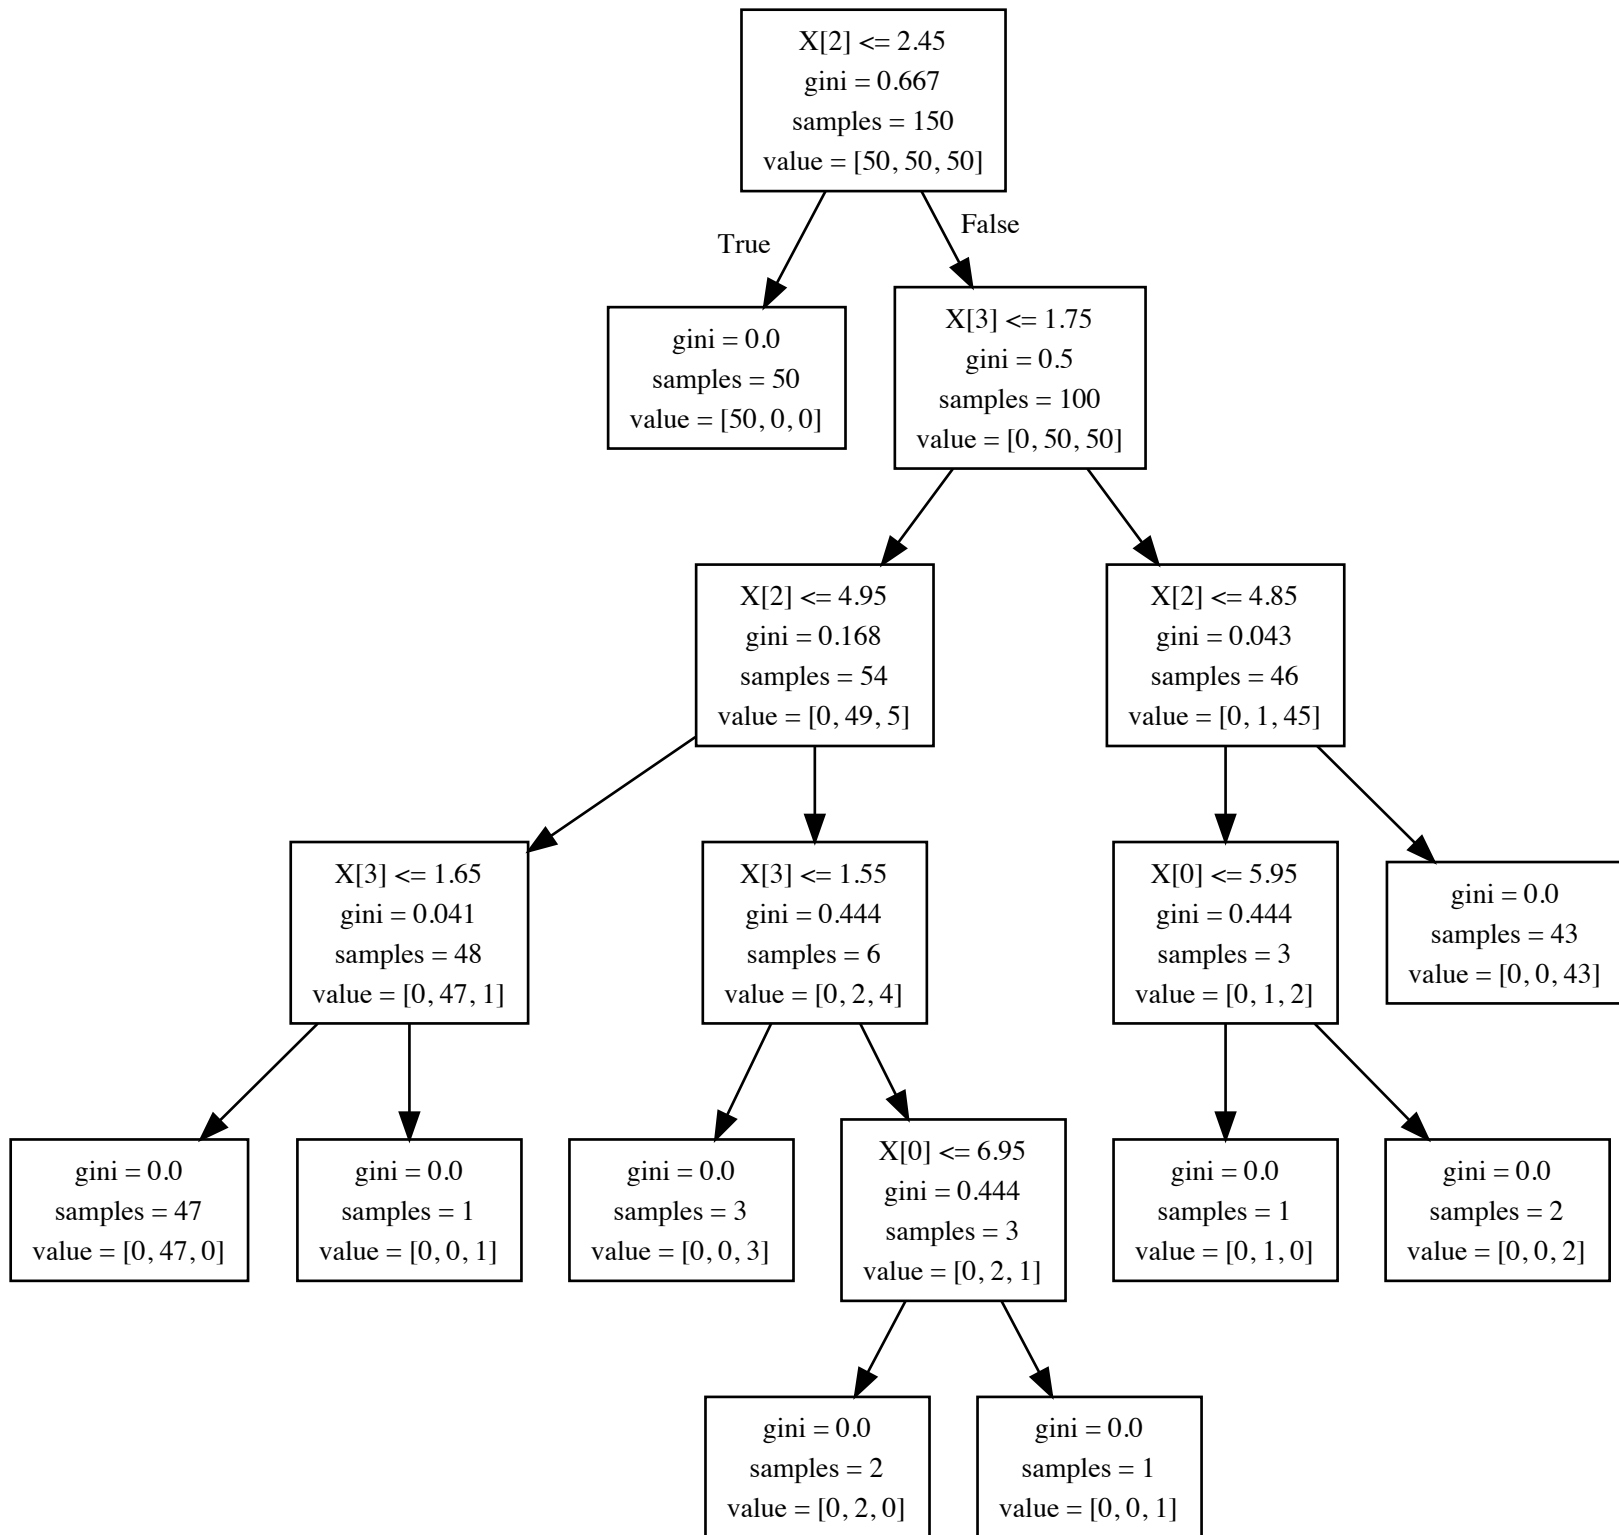 X[2] <= 2.45
gini = 0.667
samples = 150
value = [50, 50, 50]
True
False
gini = 0.0
samples = 50
value = [50, 0, 0]
X[3] <= 1.75
gini = 0.5
samples = 100
value = [0, 50, 50]
X[2] <= 4.95
gini = 0.168
samples = 54
value = [0, 49, 5]
X[2] <= 4.85
gini = 0.043
samples = 46
value = [0, 1, 45]
X[3] <= 1.65
gini = 0.041
samples = 48
value = [0, 47, 1]
X[3] <= 1.55
gini = 0.444
samples = 6
value = [0, 2, 4]
X[0] <= 5.95
gini = 0.444
samples = 3
value = [0, 1, 2]
gini = 0.0
samples = 43
value = [0, 0, 43]
gini = 0.0
samples = 47
value = [0, 47, 0]
gini = 0.0
samples = 1
value = [0, 0, 1]
gini = 0.0
samples = 3
value = [0, 0, 3]
X[0] <= 6.95
gini = 0.444
samples = 3
value = [0, 2, 1]
gini = 0.0
samples = 1
value = [0, 1, 0]
gini = 0.0
samples = 2
value = [0, 0, 2]
gini = 0.0
samples = 2
value = [0, 2, 0]
gini = 0.0
samples = 1
value = [0, 0, 1]